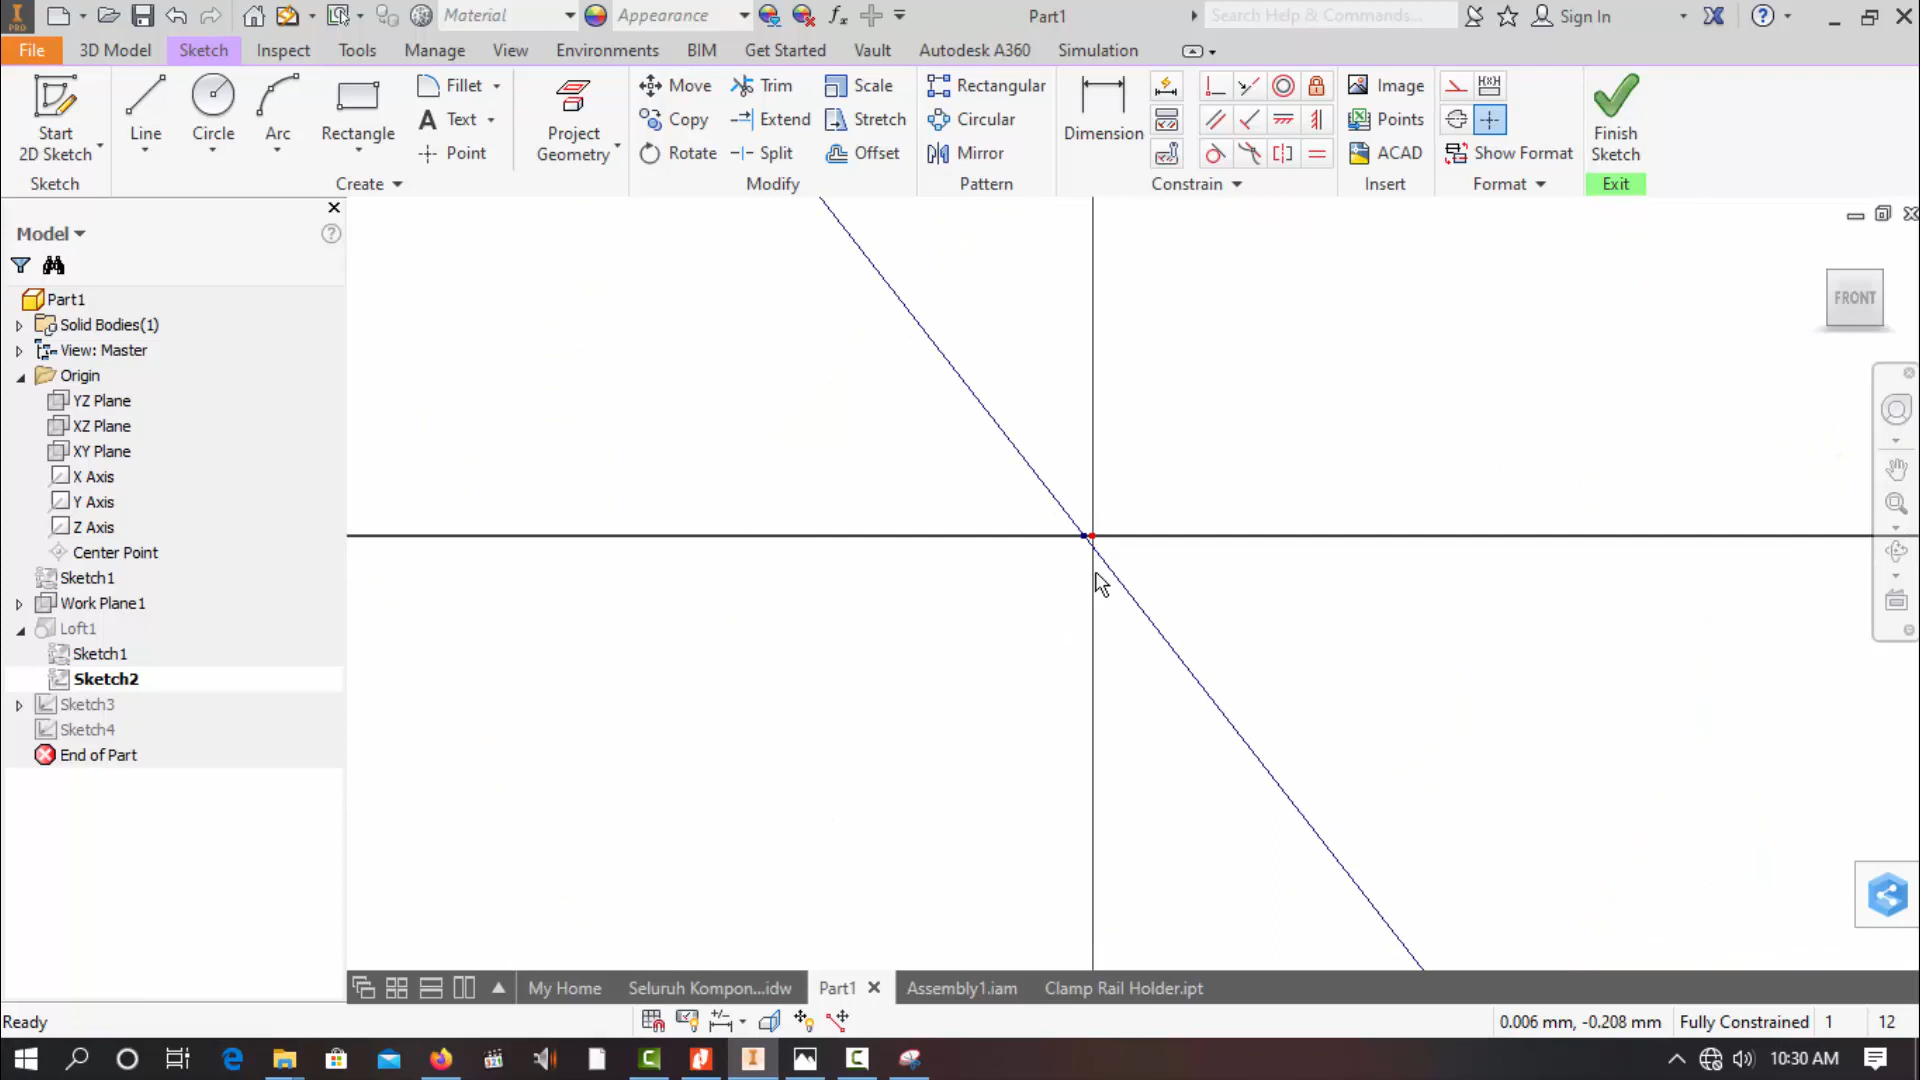 PRO
Material
Appearance
Part1
Search Help & Commands...
Sign In
File
3D Model
Sketch
Inspect
Tools
Manage
View
Environments
BIM
Get Started
Vault
Autodesk A360
Simulation
Start
2D Sketch
Line
Circle
Arc
Rectangle
Fillet
Text
Point
Project
Geometry
Move
Copy
Rotate
Trim
Extend
Split
Scale
Stretch
Offset
Rectangular
Circular
Mirror
Dimension
Image
Points
ACAD
Show Format
Finish
Sketch
Sketch
Create
Modify
Pattern
Constrain
Insert
Format
Exit
Model
Part1
Solid Bodies(1)
View: Master
Origin
YZ Plane
XZ Plane
XY Plane
X Axis
Y Axis
Z Axis
Center Point
Sketch1
Work Plane1
Loft1
Sketch1
Sketch2
Sketch3
Sketch4
End of Part
FRONT
My Home
Seluruh Kompon...idw
Part1
Assembly1.iam
Clamp Rail Holder.ipt
Ready
0.006 mm, -0.208 mm
Fully Constrained
1
12
10:30 AM